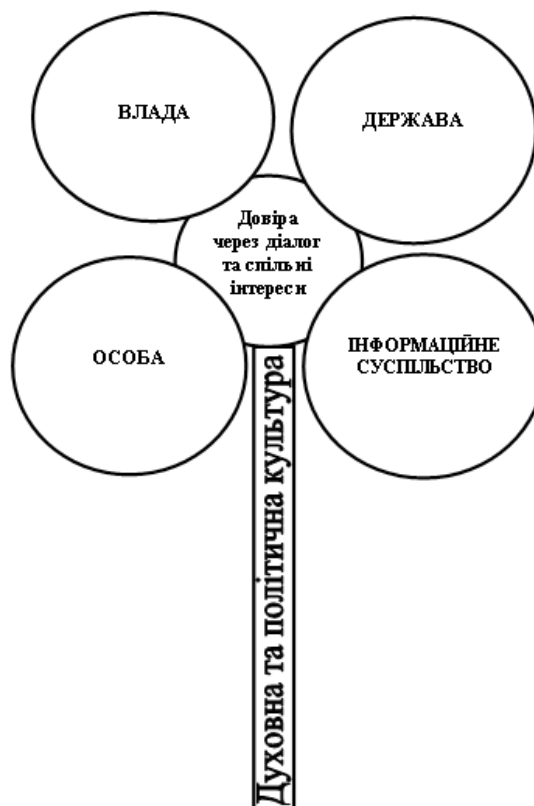 ВЛАДА
ДЕРЖАВА
Довіра
через діалог
та спільні
інтереси
ОСОБА
ІНФОРМАЦІЙНЕ
СУСПІЛЬСТВО
Духовна та політична культура